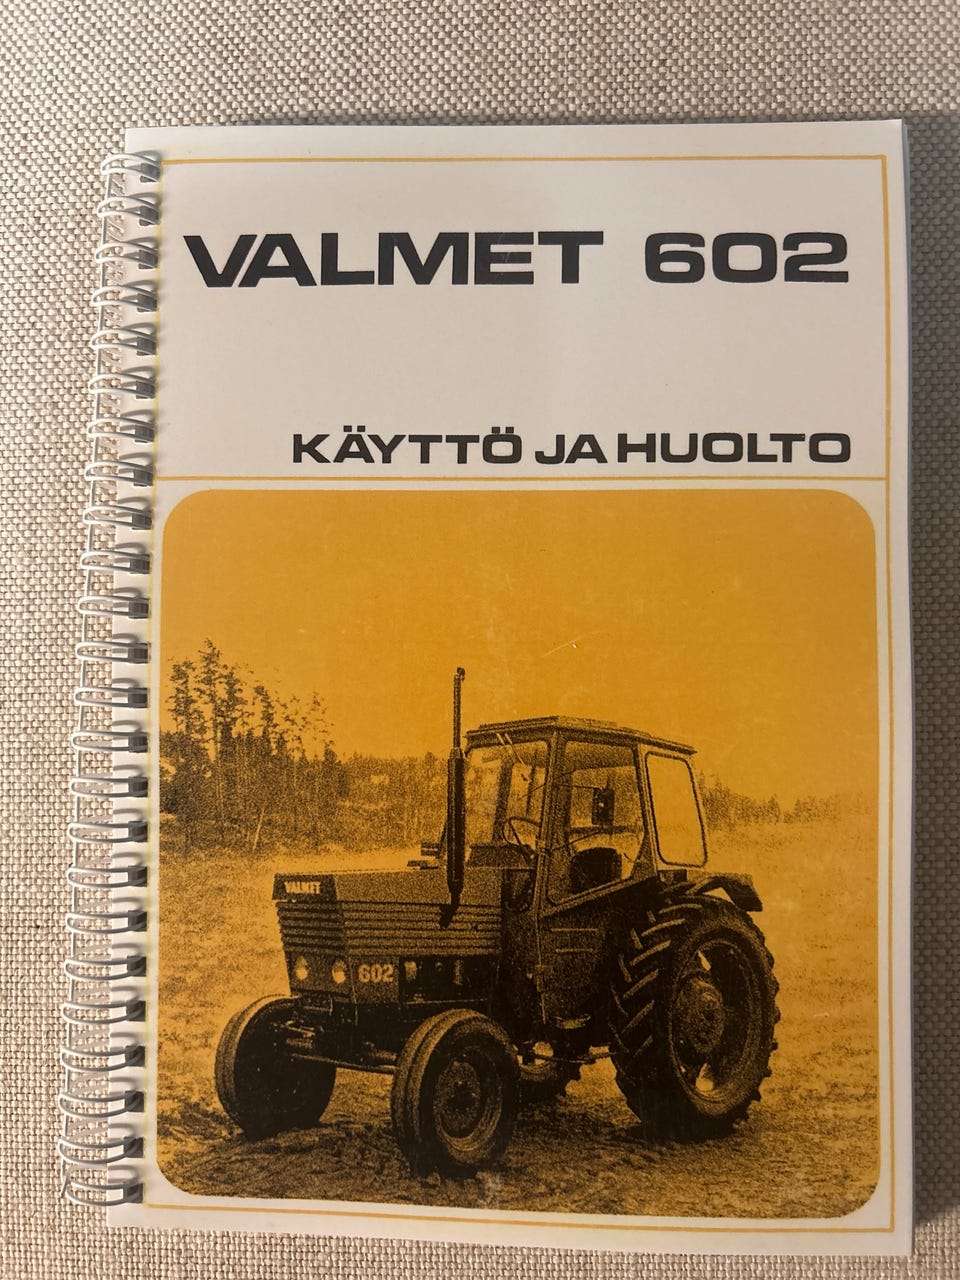 VALMET 602
KÄYTTÖ JA HUOLTO
VALMET
602